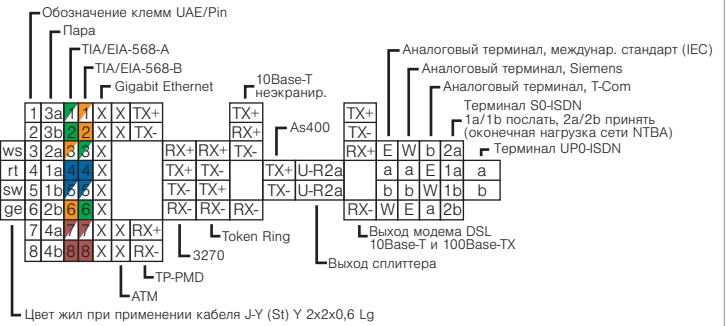 Обозначение клемм UAE/Pin
Пара
TIA/EIA-568-A
TIA/EIA-568-B
Gigabit Ethernet
10Base-T
неэкранир.
As400
Аналоговый терминал, междунар. стандарт (IEC)
Аналоговый терминал, Siemens
Аналоговый терминал, T-Com
Терминал S0-ISDN
1a/1b послать, 2a/2b принять
(оконечная нагрузка сети NTBA)
Терминал UP0-ISDN
1 3a 1 1 X X TX+ TX+ TX+
2 3b 2 2 X X TX- RX+ TX-
ws 3 2a 3 3 X RX+ RX+ TX- RX+ E W b 2a
rt 4 1a 4 4 X TX+ TX- TX+ U-R2a a a E 1a a
sw 5 1b 5 5 X TX- TX+ TX- U-R2a b b W 1b b
ge 6 2b 6 6 X RX- RX- RX- RX- W E a 2b
7 4a 7 7 X X RX+
8 4b 8 8 X X RX-
Token Ring
3270
TP-PMD
ATM
Выход модема DSL
10Base-T и 100Base-TX
Выход сплиттера
Цвет жил при применении кабеля J-Y (St) Y 2x2x0,6 Lg